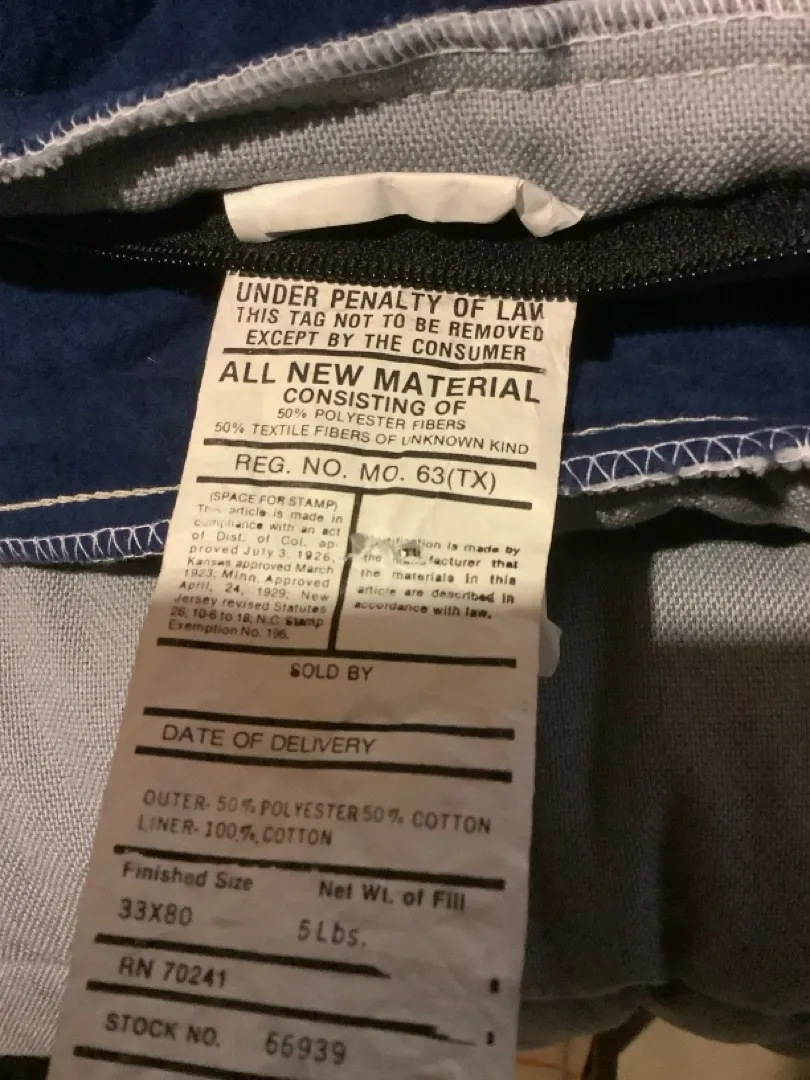 UNDER PENALTY OF LAW
THIS TAG NOT TO BE REMOVED
EXCEPT BY THE CONSUMER
ALL NEW MATERIAL
CONSISTING OF
50% POLYESTER FIBERS
50% TEXTILE FIBERS OF UNKNOWN KIND
REG. NO. MO. 63(TX)
(SPACE FOR STAMP)
This article is made in
compliance with an act
of Dist. of Col. ap-
proved July 3, 1926,
Kansas approved March
1923, Minn. Approved
April, 24, 1929; New
Jersey revised Statutes
26, 10-6 to 18, N.C. Stamp
Exemption No. 196.
is made by
the that
the materials in this
article are described in
accordance with law.
SOLD BY
DATE OF DELIVERY
OUTER- 50% POLYESTER 50% COTTON
LINER- 100% COTTON
Finished Size Net Wt. of Fill
33X80 5Lbs.
RN 70241
STOCK NO. 66939